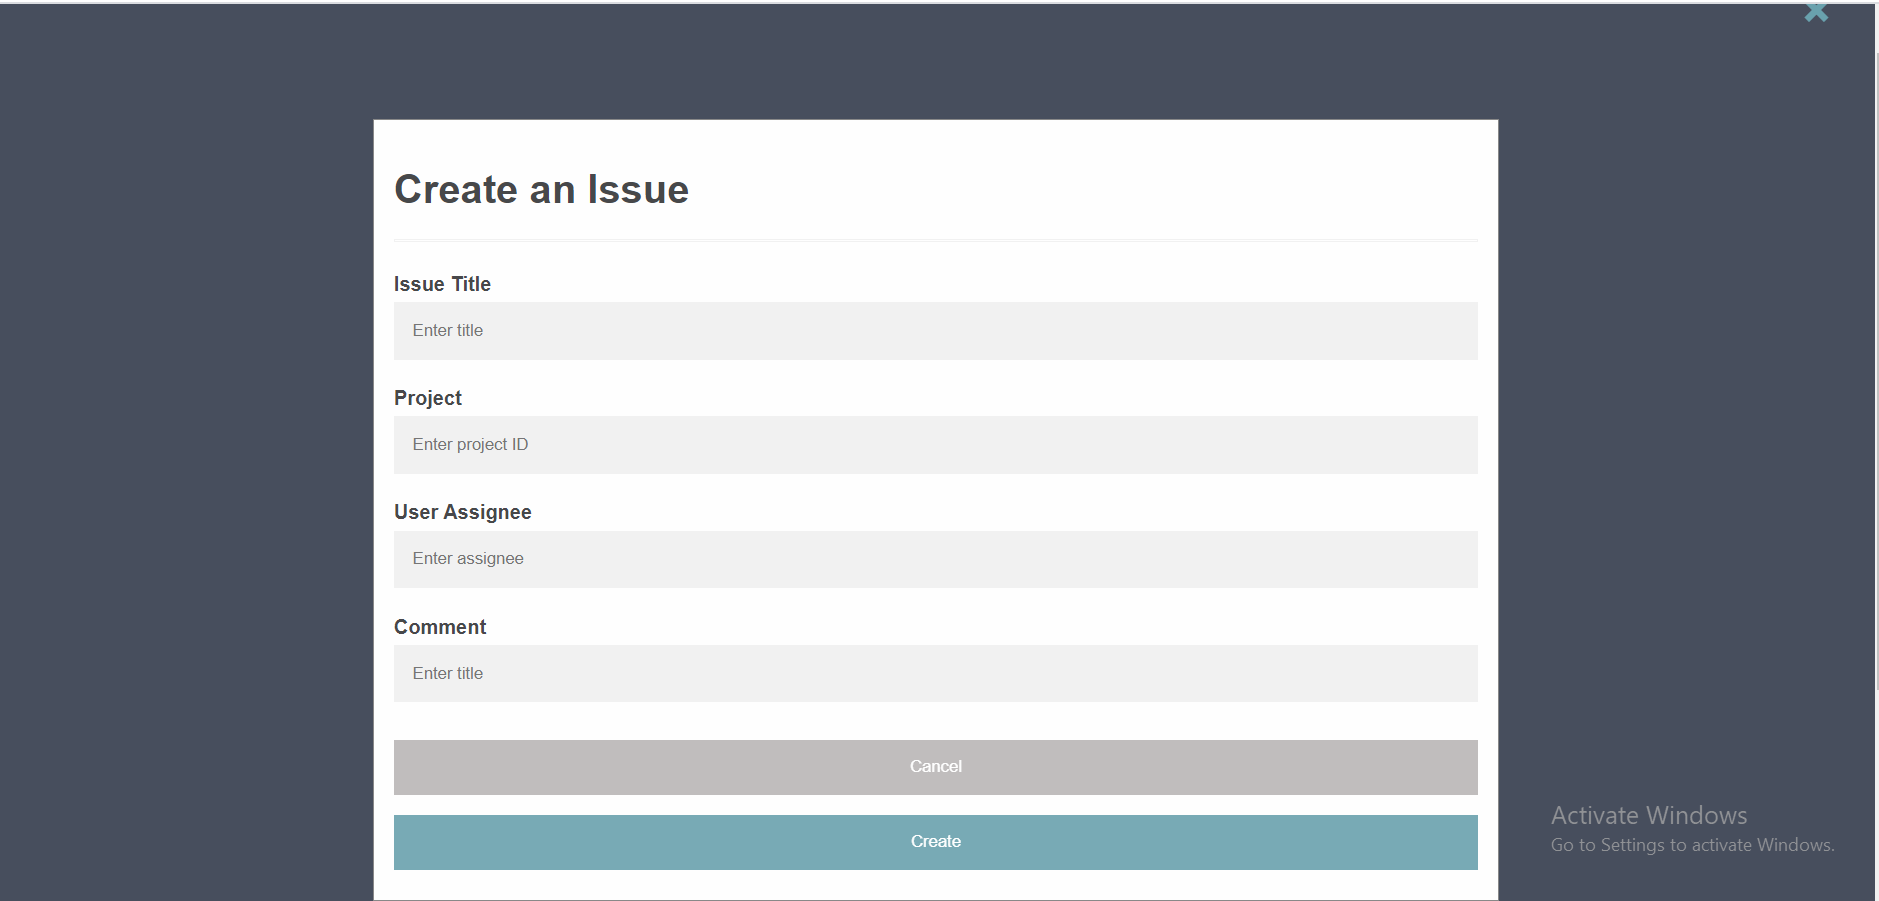 Create an Issue
Issue Title
Enter title
Project
Enter project ID
User Assignee
Enter assignee
Comment
Enter title
Cancel
Create
Activate Windows
Go to Settings to activate Windows.